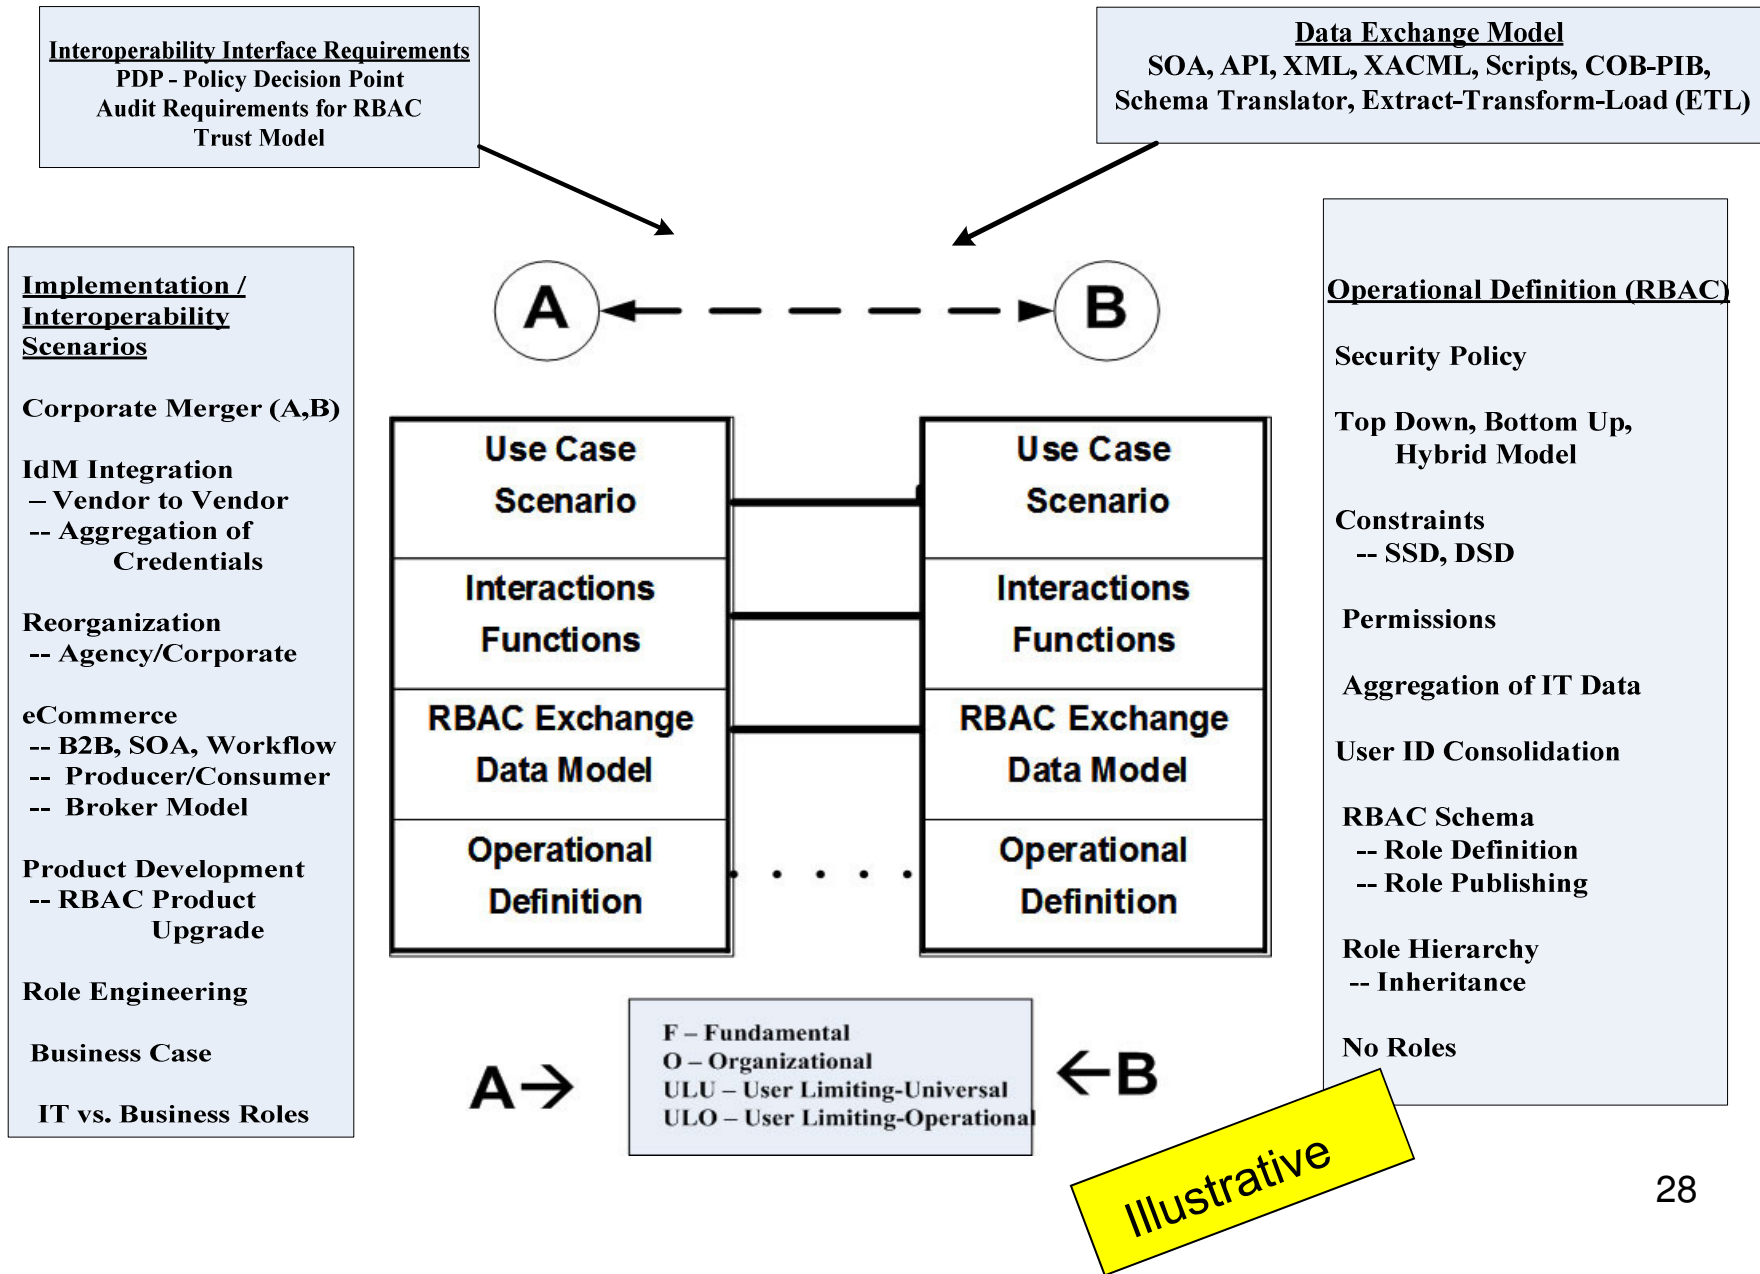 Interoperability Interface Requirements
PDP - Policy Decision Point
Audit Requirements for RBAC
Trust Model
Data Exchange Model
SOA, API, XML, XACML, Scripts, COB-PIB,
Schema Translator, Extract-Transform-Load (ETL)
Implementation /
Interoperability
Scenarios
Corporate Merger (A,B)
IdM Integration
– Vendor to Vendor
-- Aggregation of
Credentials
Reorganization
-- Agency/Corporate
eCommerce
-- B2B, SOA, Workflow
-- Producer/Consumer
-- Broker Model
Product Development
-- RBAC Product
Upgrade
Role Engineering
Business Case
IT vs. Business Roles
A
B
Use Case
Scenario
Interactions
Functions
RBAC Exchange
Data Model
Operational
Definition
Use Case
Scenario
Interactions
Functions
RBAC Exchange
Data Model
Operational
Definition
A→
F – Fundamental
O – Organizational
ULU – User Limiting-Universal
ULO – User Limiting-Operational
←B
Operational Definition (RBAC)
Security Policy
Top Down, Bottom Up,
Hybrid Model
Constraints
-- SSD, DSD
Permissions
Aggregation of IT Data
User ID Consolidation
RBAC Schema
-- Role Definition
-- Role Publishing
Role Hierarchy
-- Inheritance
No Roles
Illustrative
28